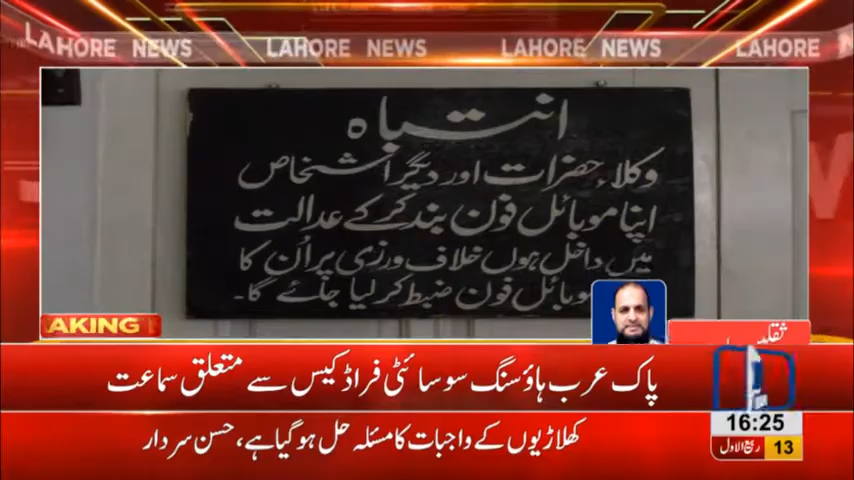 LAHORE NEWS LAHORE NEWS LAHORE NEWS LAHORE
انتباہ
وکلاء حضرات اور دیگر اشخاص
اپنا موبائل فون بند کر کے عدالت
میں داخل ہوں خلاف ورزی پر اُن کا
موبائل فون ضبط کر لیا جائے گا۔
AKING
ثقلین
پاک عرب ہاؤسنگ سوسائٹی فراڈ کیس سے متعلق سماعت
16:25
کھلاڑیوں کے واجبات کا مسئلہ حل ہو گیا ہے، حسن سردار
13 ربیع الاول